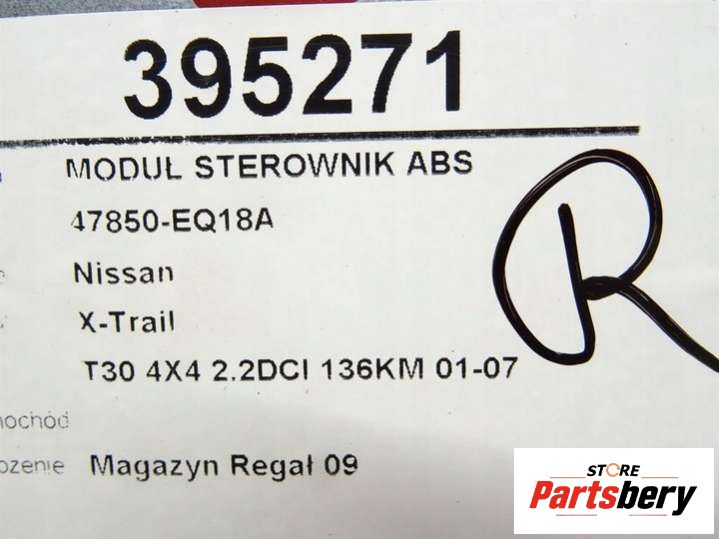 395271
MODUŁ STEROWNIK ABS
47850-EQ18A
Nissan
X-Trail
T30 4X4 2.2DCI 136KM 01-07
Magazyn Regał 09
R
STORE
Partsbery